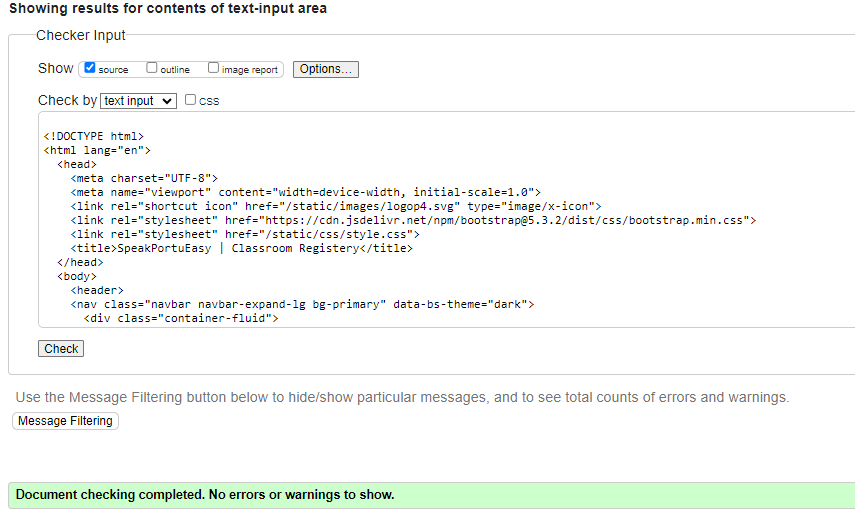 Showing results for contents of text-input area
Checker Input
Show source outline image report Options...
Check by text input css
<!DOCTYPE html>
<html lang="en">
<head>
<meta charset="UTF-8">
<meta name="viewport" content="width=device-width, initial-scale=1.0">
<link rel="shortcut icon" href="/static/images/logop4.svg" type="image/x-icon">
<link rel="stylesheet" href="https://cdn.jsdelivr.net/npm/bootstrap@5.3.2/dist/css/bootstrap.min.css">
<link rel="stylesheet" href="/static/css/style.css">
<title>SpeakPortuEasy | Classroom Registery</title>
</head>
<body>
<header>
<nav class="navbar navbar-expand-lg bg-primary" data-bs-theme="dark">
<div class="container-fluid">
Check
Use the Message Filtering button below to hide/show particular messages, and to see total counts of errors and warnings.
Message Filtering
Document checking completed. No errors or warnings to show.